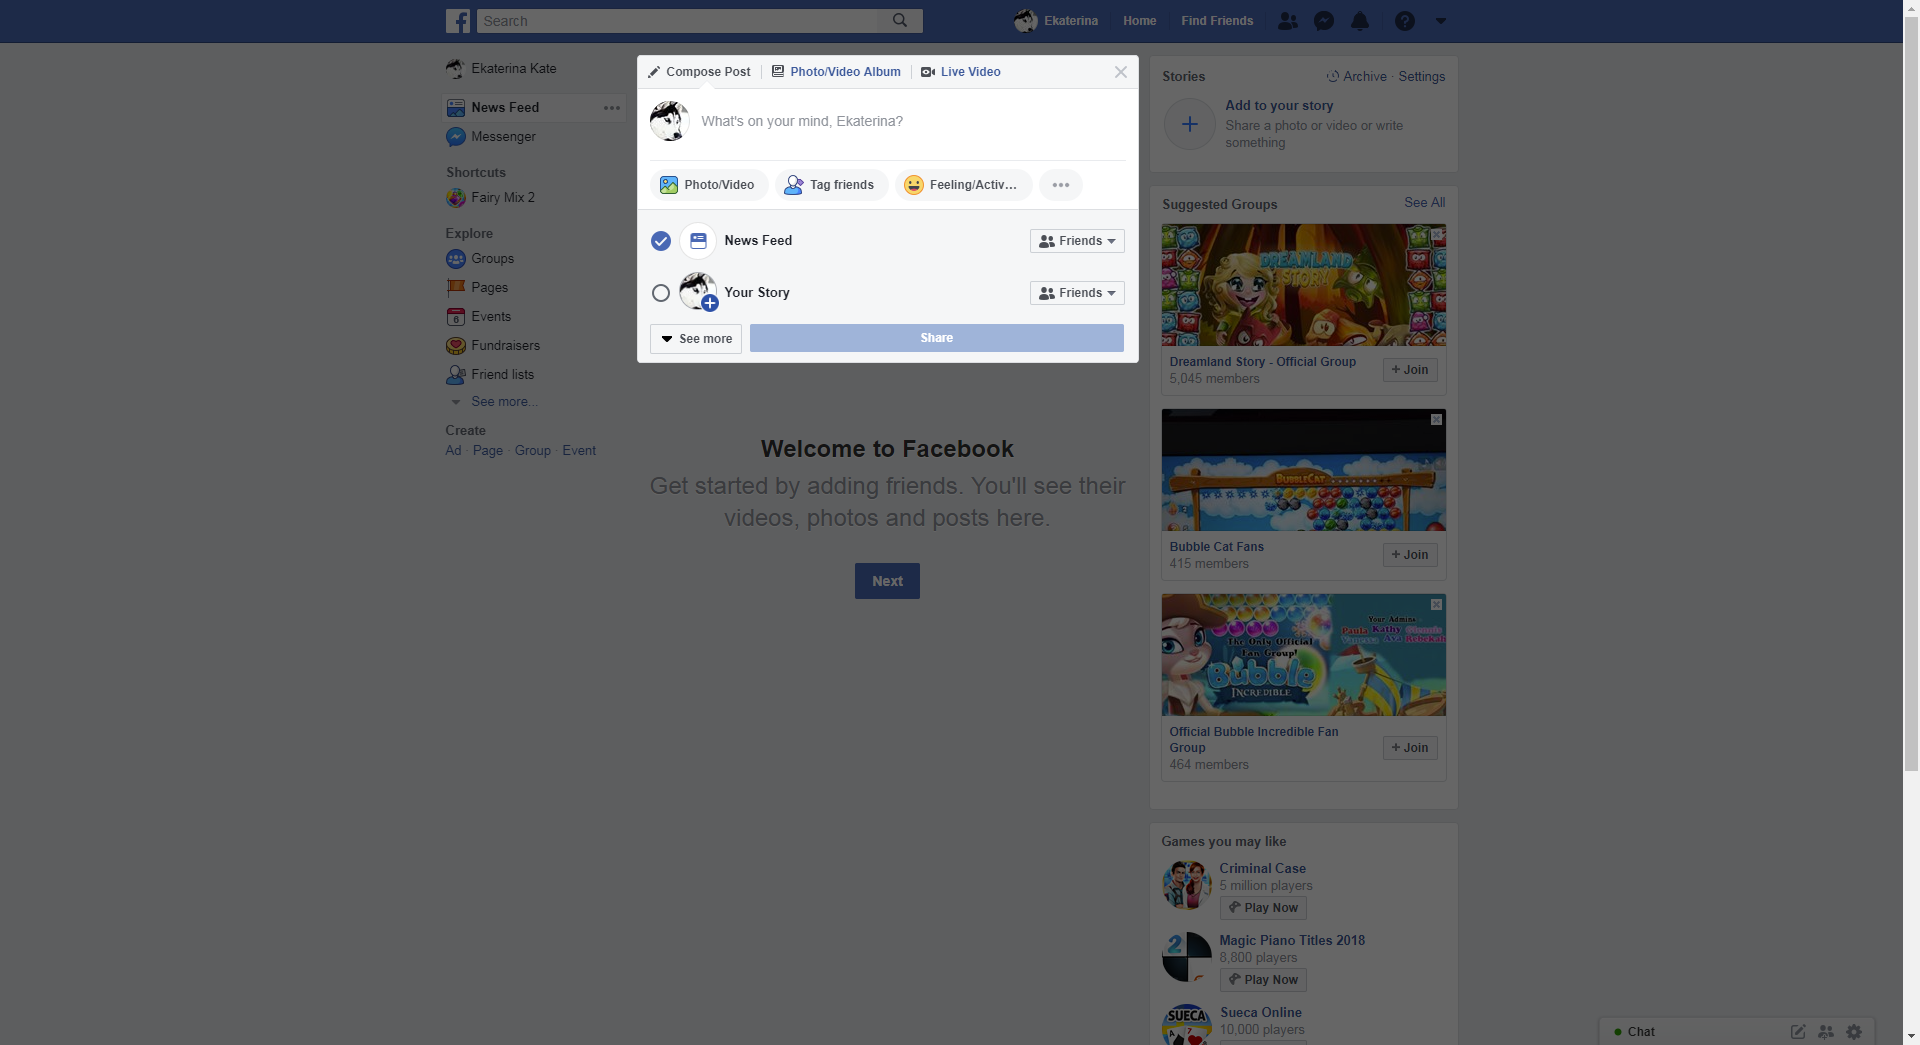 Search
Ekaterina
Home
Find Friends
Ekaterina Kate
News Feed
Messenger
Shortcuts
Fairy Mix 2
Explore
Groups
Pages
6
Events
Fundraisers
Friend lists
See more...
Create
Ad · Page · Group · Event
Compose Post
Photo/Video Album
Live Video
What's on your mind, Ekaterina?
Photo/Video
Tag friends
Feeling/Activ...
News Feed
Friends
Your Story
Friends
See more
Share
Welcome to Facebook
Get started by adding friends. You'll see their
videos, photos and posts here.
Next
Stories
Archive · Settings
Add to your story
Share a photo or video or write
something
Suggested Groups
See All
DREAMLAND
STORY
Dreamland Story - Official Group
5,045 members
+ Join
BUBBLECAT
Bubble Cat Fans
415 members
+ Join
Your Admins
Paula Kathy Glennis
Vanessa Ava Rebekah
The Only Official
Fan Group!
Bubble
INCREDIBLE
Official Bubble Incredible Fan
Group
464 members
+ Join
Games you may like
Criminal Case
5 million players
Play Now
2
Magic Piano Titles 2018
8,800 players
Play Now
SUECA
A 7
Sueca Online
10,000 players
Chat